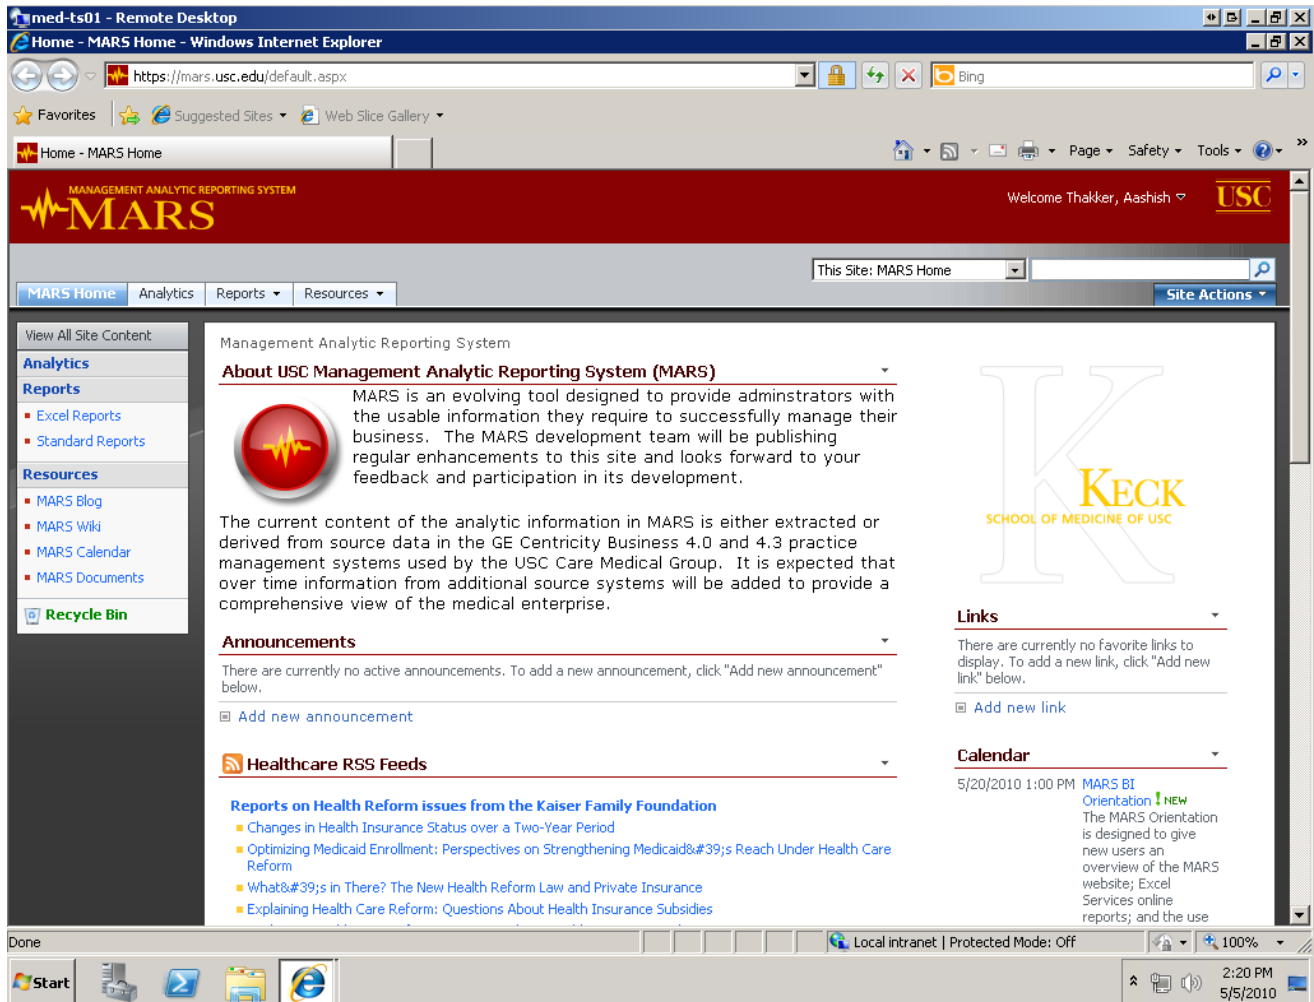 med-ts01 - Remote Desktop
Home - MARS Home - Windows Internet Explorer
https://mars.usc.edu/default.aspx
Bing
Favorites
Suggested Sites
Web Slice Gallery
Home - MARS Home
Page
Safety
Tools
MANAGEMENT ANALYTIC REPORTING SYSTEM
MARS
Welcome Thakker, Aashish
USC
This Site: MARS Home
MARS Home
Analytics
Reports
Resources
Site Actions
View All Site Content
Analytics
Reports
Excel Reports
Standard Reports
Resources
MARS Blog
MARS Wiki
MARS Calendar
MARS Documents
Recycle Bin
Management Analytic Reporting System
About USC Management Analytic Reporting System (MARS)
MARS is an evolving tool designed to provide adminstrators with
the usable information they require to successfully manage their
business. The MARS development team will be publishing
regular enhancements to this site and looks forward to your
feedback and participation in its development.
The current content of the analytic information in MARS is either extracted or
derived from source data in the GE Centricity Business 4.0 and 4.3 practice
management systems used by the USC Care Medical Group. It is expected that
over time information from additional source systems will be added to provide a
comprehensive view of the medical enterprise.
Announcements
There are currently no active announcements. To add a new announcement, click "Add new announcement"
below.
Add new announcement
Healthcare RSS Feeds
Reports on Health Reform issues from the Kaiser Family Foundation
Changes in Health Insurance Status over a Two-Year Period
Optimizing Medicaid Enrollment: Perspectives on Strengthening Medicaid&#39;s Reach Under Health Care
Reform
What&#39;s in There? The New Health Reform Law and Private Insurance
Explaining Health Care Reform: Questions About Health Insurance Subsidies
K
KECK
SCHOOL OF MEDICINE OF USC
Links
There are currently no favorite links to
display. To add a new link, click "Add new
link" below.
Add new link
Calendar
5/20/2010 1:00 PM MARS BI
Orientation ! NEW
The MARS Orientation
is designed to give
new users an
overview of the MARS
website; Excel
Services online
reports; and the use
Done
Local intranet | Protected Mode: Off
100%
Start
2:20 PM
5/5/2010